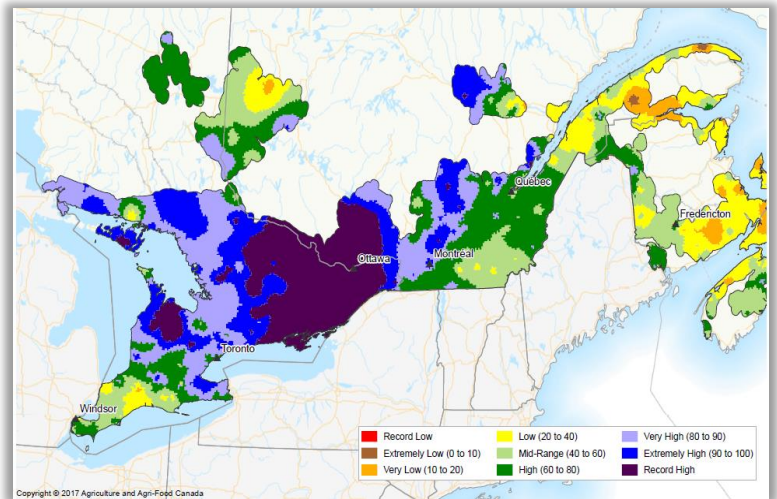 Québec
Fredericton
Ottawa
Montréal
Toronto
Windsor
Record Low
Extremely Low (0 to 10)
Very Low (10 to 20)
Low (20 to 40)
Mid-Range (40 to 60)
High (60 to 80)
Very High (80 to 90)
Extremely High (90 to 100)
Record High
Copyright © 2017 Agriculture and Agri-Food Canada